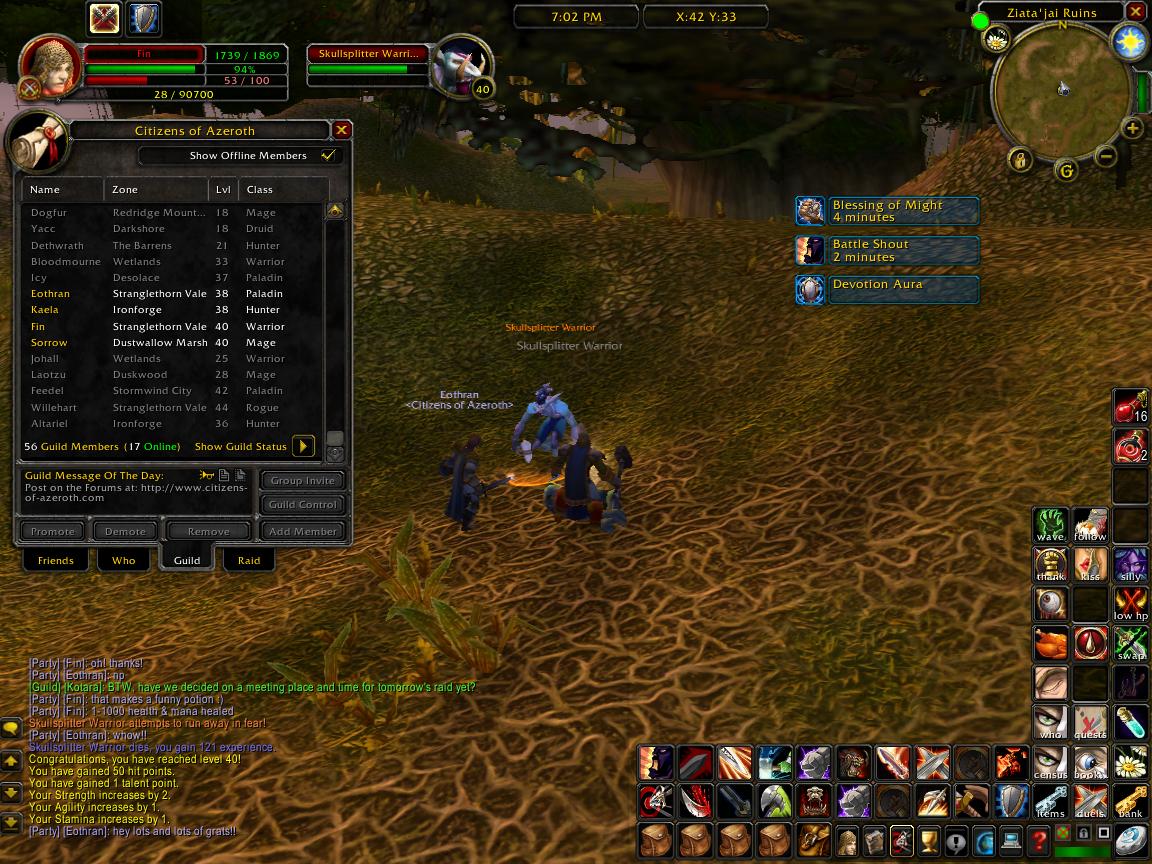 7:02 PM X:42 Y:33 Ziata'jai Ruins
N
Fin 1739 / 1869
94%
53 / 100
28 / 90700
Skullsplitter Warri...
40
Citizens of Azeroth
Show Offline Members
Name Zone Lvl Class
Dogfur Redridge Mount... 18 Mage
Yacc Darkshore 18 Druid
Dethwrath The Barrens 21 Hunter
Bloodmourne Wetlands 33 Warrior
Icy Desolace 37 Paladin
Eothran Stranglethorn Vale 38 Paladin
Kaela Ironforge 38 Hunter
Fin Stranglethorn Vale 40 Warrior
Sorrow Dustwallow Marsh 40 Mage
Johall Wetlands 25 Warrior
Laotzu Duskwood 28 Mage
Feedel Stormwind City 42 Paladin
Willehart Stranglethorn Vale 44 Rogue
Altariel Ironforge 36 Hunter
56 Guild Members (17 Online) Show Guild Status
Guild Message Of The Day:
Post on the Forums at: http://www.citizens-
of-azeroth.com
Group Invite
Guild Control
Promote Demote Remove Add Member
Friends Who Guild Raid
G
Blessing of Might
4 minutes
Battle Shout
2 minutes
Devotion Aura
Skullsplitter Warrior
Skullsplitter Warrior
Eothran
<Citizens of Azeroth>
[Party] [Fin]: oh! thanks!
[Party] [Eothran]: np
[Guild] [Kotara]: BTW, have we decided on a meeting place and time for tomorrow's raid yet?
[Party] [Fin]: that makes a funny potion :)
[Party] [Fin]: 1-1000 health & mana healed
Skullsplitter Warrior attempts to run away in fear!
[Party] [Eothran]: whow!!
Skullsplitter Warrior dies, you gain 121 experience.
Congratulations, you have reached level 40!
You have gained 50 hit points.
You have gained 1 talent point.
Your Strength increases by 2.
Your Agility increases by 1.
Your Stamina increases by 1.
[Party] [Eothran]: hey lots and lots of grats!!
16
2
wave follow
thank kiss silly
low hp
swap
who quests
census book
items duels bank
?